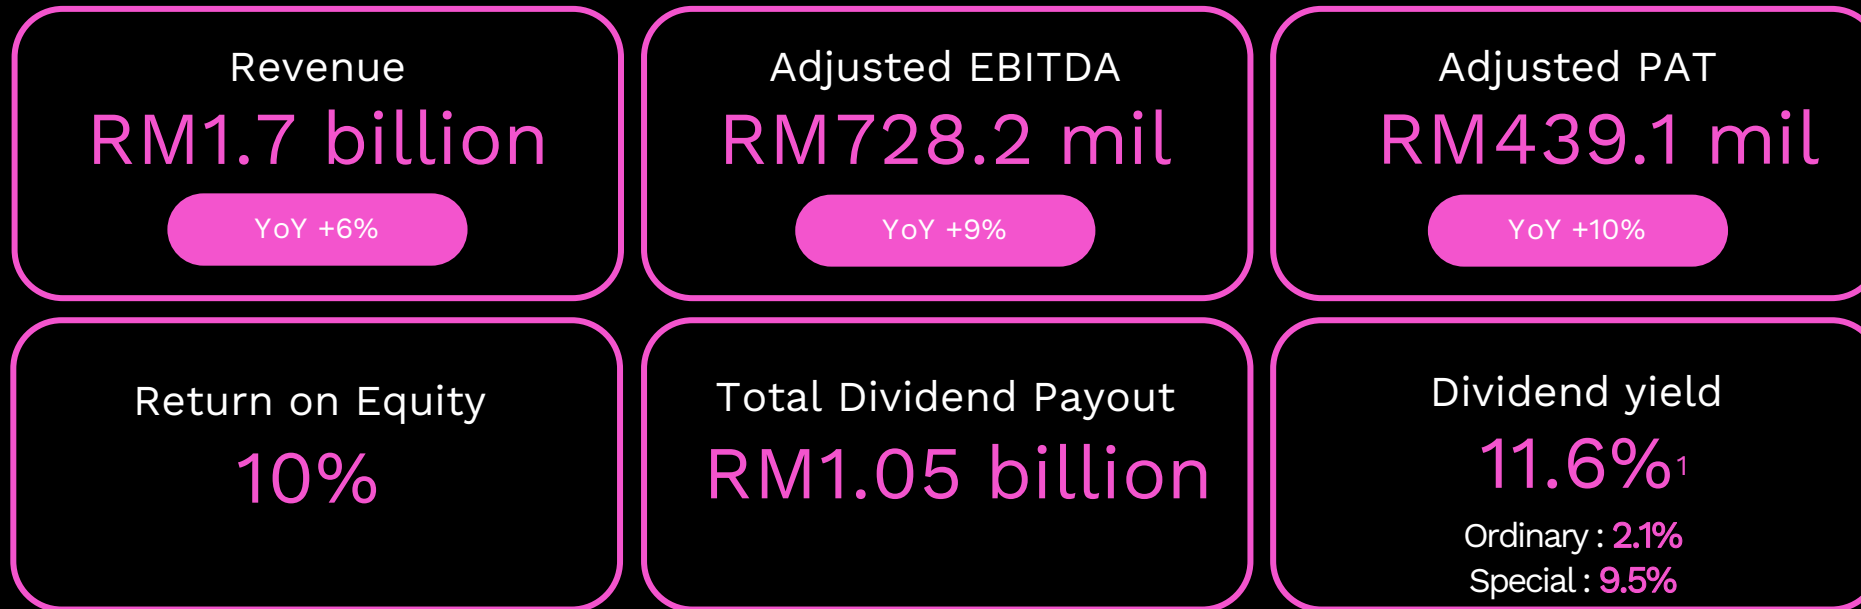 Revenue
RM1.7 billion
YoY +6%
Adjusted EBITDA
RM728.2 mil
YoY +9%
Adjusted PAT
RM439.1 mil
YoY +10%
Return on Equity
10%
Total Dividend Payout
RM1.05 billion
Dividend yield
11.6%1
Ordinary : 2.1%
Special : 9.5%